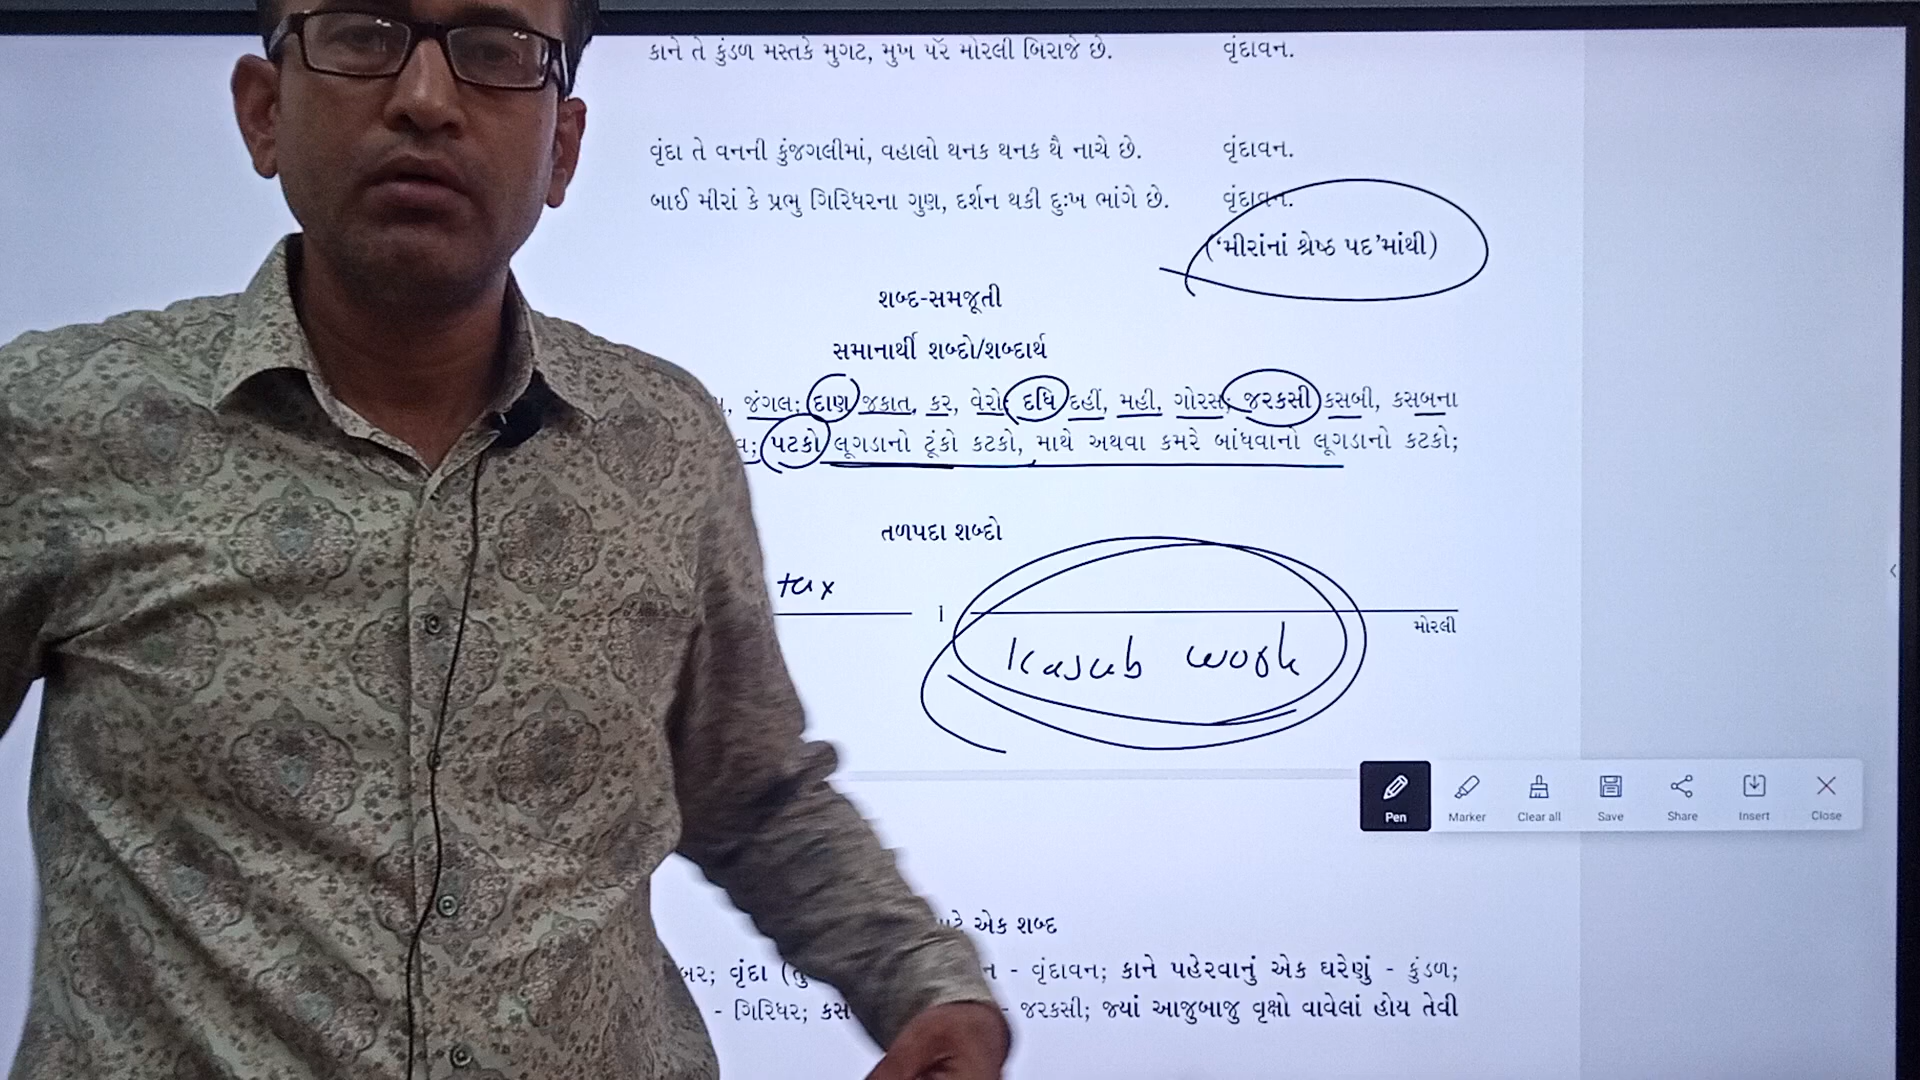 કાને તે કુંડળ મસ્તકે મુગટ, મુખ પૅર મોરલી બિરાજે છે. વૃંદાવન.
વૃંદા તે વનની કુંજગલીમાં, વહાલો થનક થનક થૈ નાચે છે. વૃંદાવન.
બાઈ મીરાં કે પ્રભુ ગિરિધરના ગુણ, દર્શન થકી દુઃખ ભાંગે છે. વૃંદાવન.
('મીરાંનાં શ્રેષ્ઠ પદ'માંથી)
શબ્દ-સમજૂતી
સમાનાર્થી શબ્દો/શબ્દાર્થ
જંગલ; દાણ જકાત, કર, વેરો; દધિ દહીં, મહી, ગોરસ; જરકસી કસબી, કસબના
પટકો લૂગડાનો ટૂંકો કટકો, માથે અથવા કમરે બાંધવાનો લૂગડાનો કટકો;
તળપદા શબ્દો
tax
મોરલી
kasab work
Pen Marker Clear all Save Share Insert Close
એક શબ્દ
વૃંદા - વૃંદાવન; કાને પહેરવાનું એક ઘરેણું - કુંડળ;
- ગિરિધર; - જરકસી; જ્યાં આજુબાજુ વૃક્ષો વાવેલાં હોય તેવી